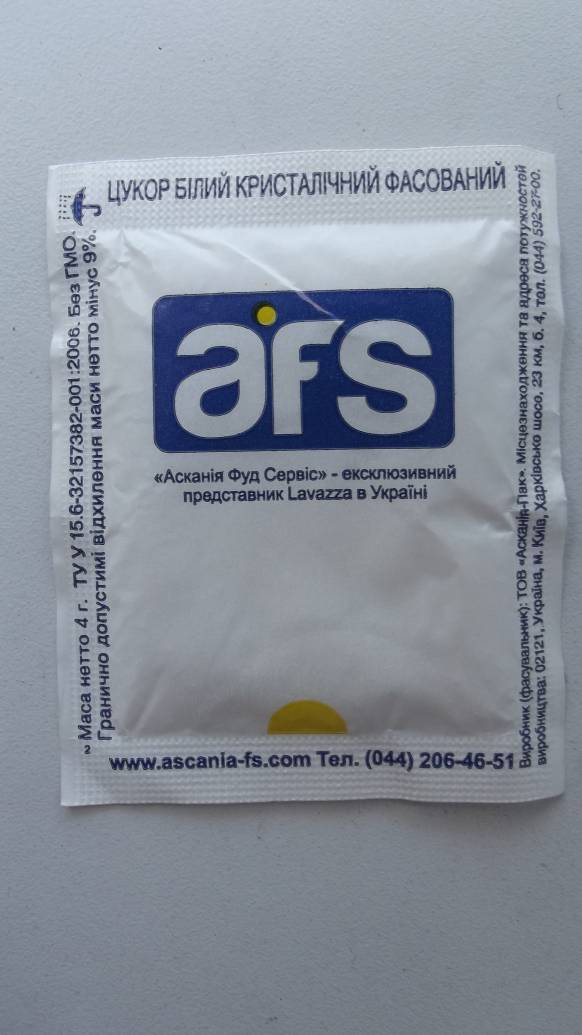 ЦУКОР БІЛИЙ КРИСТАЛІЧНИЙ ФАСОВАНИЙ
afs
«Асканія Фуд Сервіс» - ексклюзивний
представник Lavazza в Україні
www.ascania-fs.com Тел. (044) 206-46-51
2 Маса нетто 4 г. ТУ У 15.6-32157382-001:2006. Без ГМО.
Гранично допустимі відхилення маси нетто мінус 9%.
Виробник (фасувальник): ТОВ «Асканія-Пак». Місцезнаходження та адреса потужностей
виробництва: 02121, Україна, м. Київ, Харківське шосе, 23 км, б. 4, тел. (044) 592-27-00.